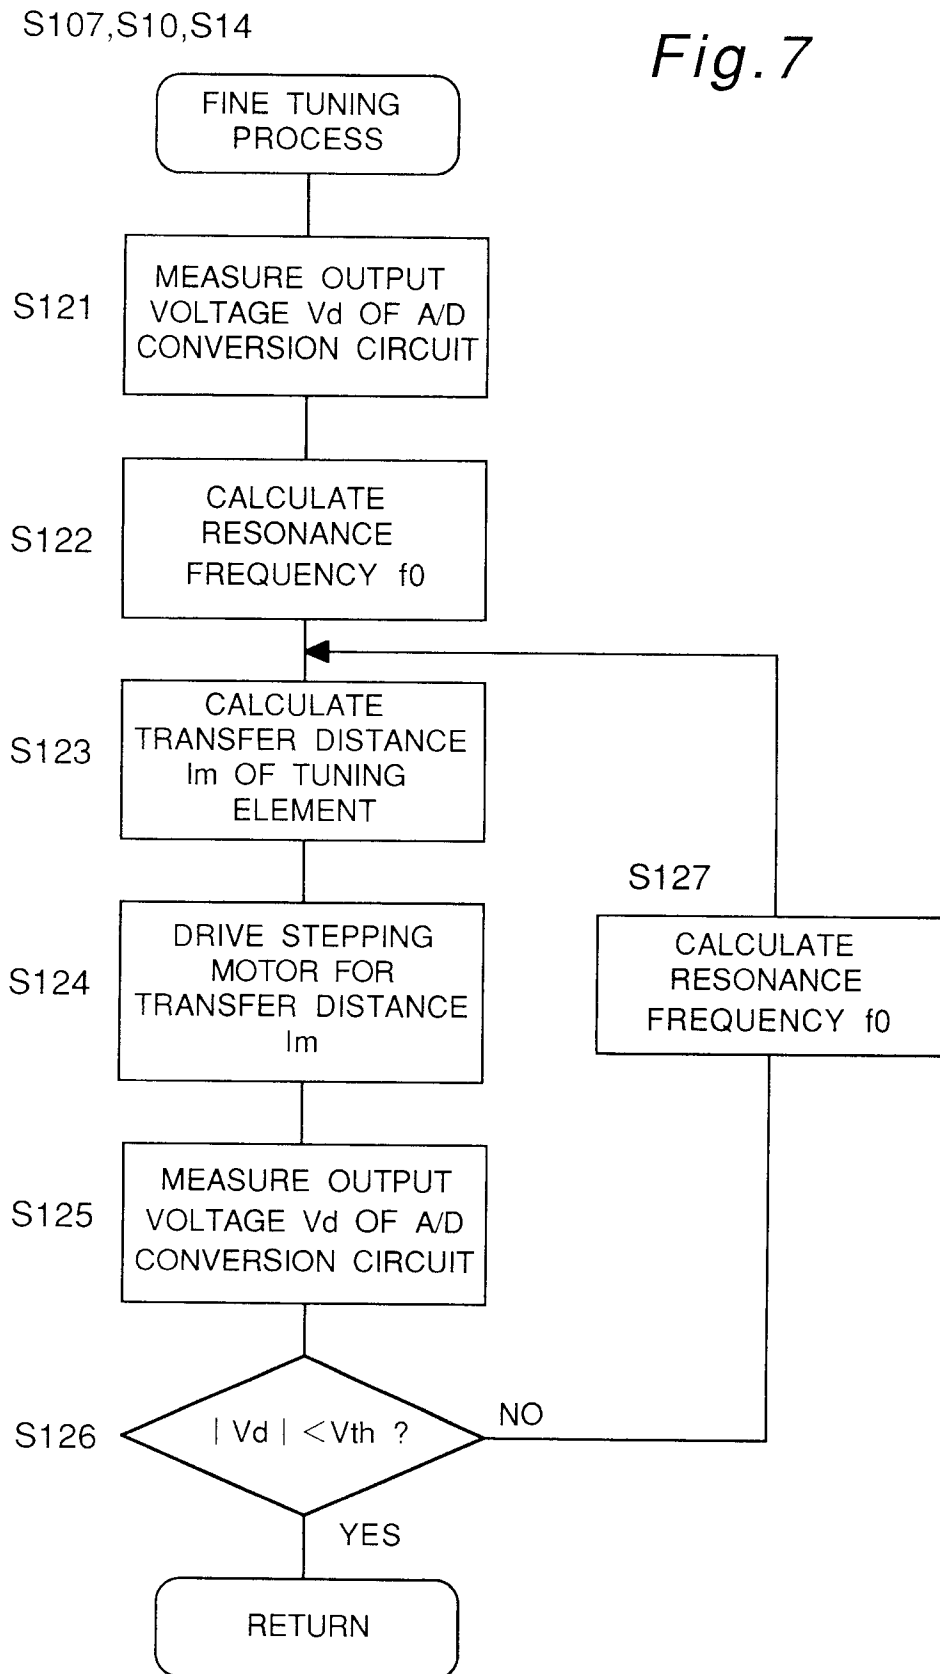 S107,S10,S14
Fig.7
FINE TUNING
PROCESS
S121
MEASURE OUTPUT
VOLTAGE Vd OF A/D
CONVERSION CIRCUIT
S122
CALCULATE
RESONANCE
FREQUENCY f0
S123
CALCULATE
TRANSFER DISTANCE
lm OF TUNING
ELEMENT
S124
DRIVE STEPPING
MOTOR FOR
TRANSFER DISTANCE
lm
S127
CALCULATE
RESONANCE
FREQUENCY f0
S125
MEASURE OUTPUT
VOLTAGE Vd OF A/D
CONVERSION CIRCUIT
S126
| Vd | <Vth ?
NO
YES
RETURN